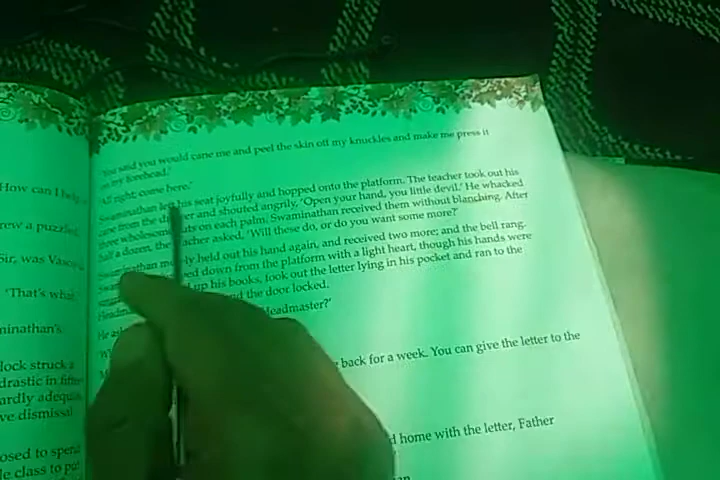 How can I help
rew a puzzled
Sir, was Vasco
'That's what
minathan's
lock struck a
drastic in
ardly
ve dismissal
osed to spend
le class to put
'You said you would cane me and peel the skin off my knuckles and make me press it
on my forehead.'
'All right; come here.'
Swaminathan left his seat joyfully and hopped onto the platform. The teacher took out his
cane from the and shouted angrily, 'Open your hand, you little devil.' He whacked
three wholesome cuts on each palm. Swaminathan received them without blanching. After
half a dozen, the teacher asked, 'Will these do, or do you want some more?'
held out his hand again, and received two more; and the bell rang.
down from the platform with a light heart, though his hands were
up his books, took out the letter lying in his pocket and ran to the
the door locked.
He
Headmaster?'
back for a week. You can give the letter to the
home with the letter, Father